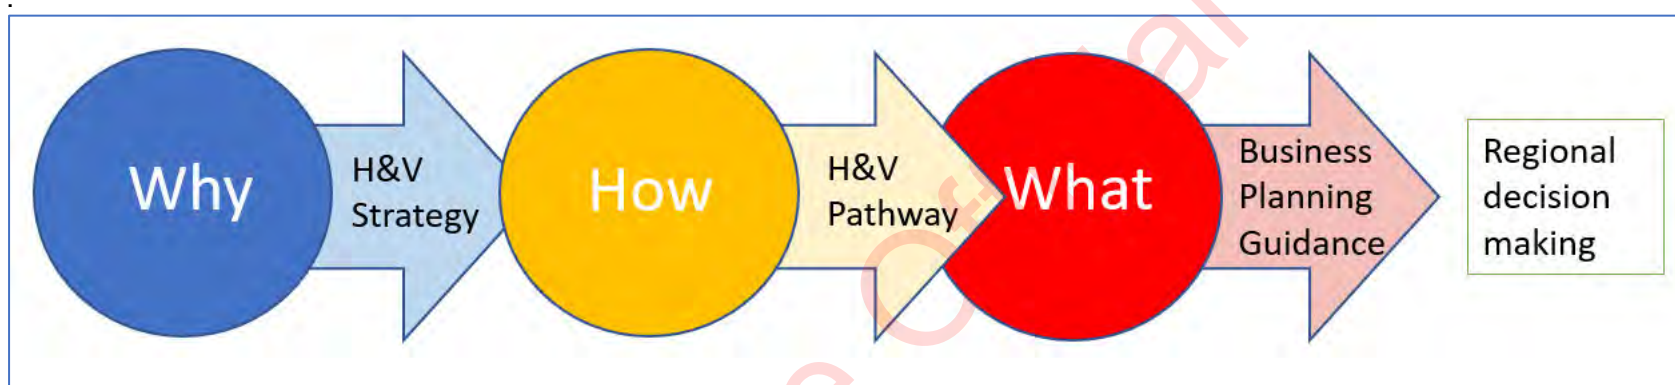 .
Why
H&V
Strategy
How
H&V
Pathway
What
Business
Planning
Guidance
Regional
decision
making